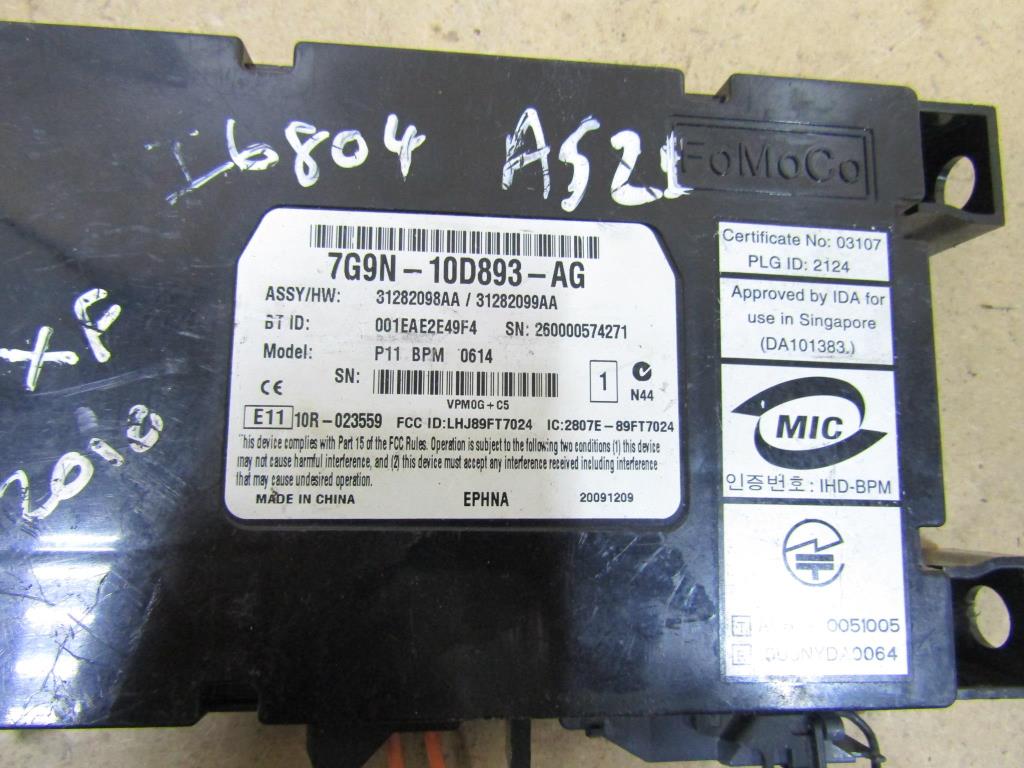 I6804 A521
FoMoCo
XF
2010
7G9N-10D893-AG
ASSY/HW: 31282098AA / 31282099AA
BT ID: 001EAE2E49F4 SN: 260000574271
Model: P11 BPM 0614
SN:
VPM0G+C5
1
N44
CE
E11 10R-023559 FCC ID:LHJ89FT7024 IC:2807E-89FT7024
This device complies with Part 15 of the FCC Rules. Operation is subject to the following two conditions (1) this device
may not cause harmful interference, and (2) this device must accept any interference received including interference
that may cause undesired operation.
MADE IN CHINA EPHNA 20091209
Certificate No: 03107
PLG ID: 2124
Approved by IDA for
use in Singapore
(DA101383.)
MIC
인증번호: IHD-BPM
T 0051005
R DA0064